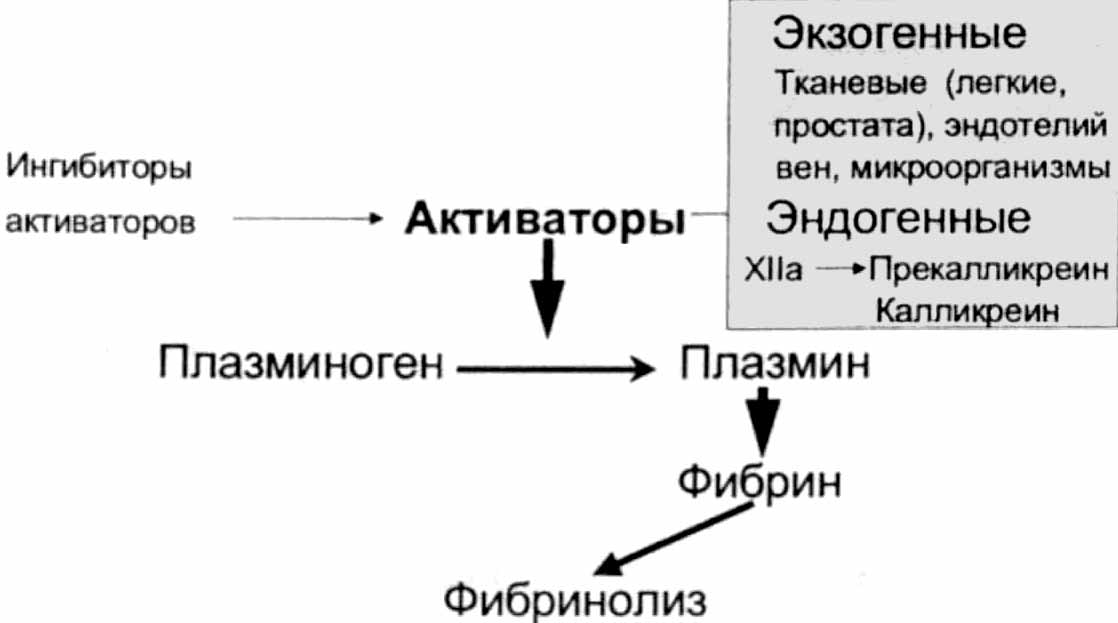 Экзогенные
Тканевые (легкие,
простата), эндотелий
вен, микроорганизмы
Ингибиторы
активаторов
Активаторы
Эндогенные
XIIa
Прекалликреин
Калликреин
Плазминоген
Плазмин
Фибрин
Фибринолиз